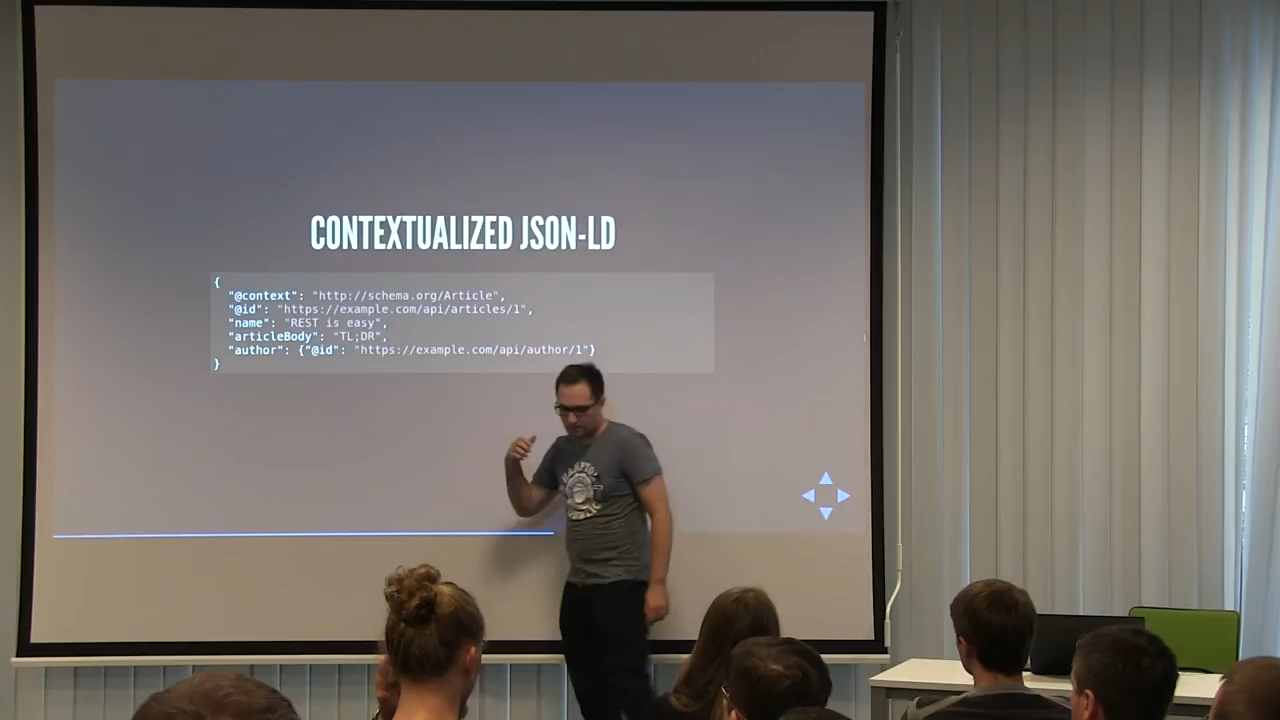 CONTEXTUALIZED JSON-LD
{
"@context": "http://schema.org/Article",
"@id": "https://example.com/api/articles/1",
"name": "REST is easy",
"articleBody": "TL;DR",
"author": {"@id": "https://example.com/api/author/1"}
}